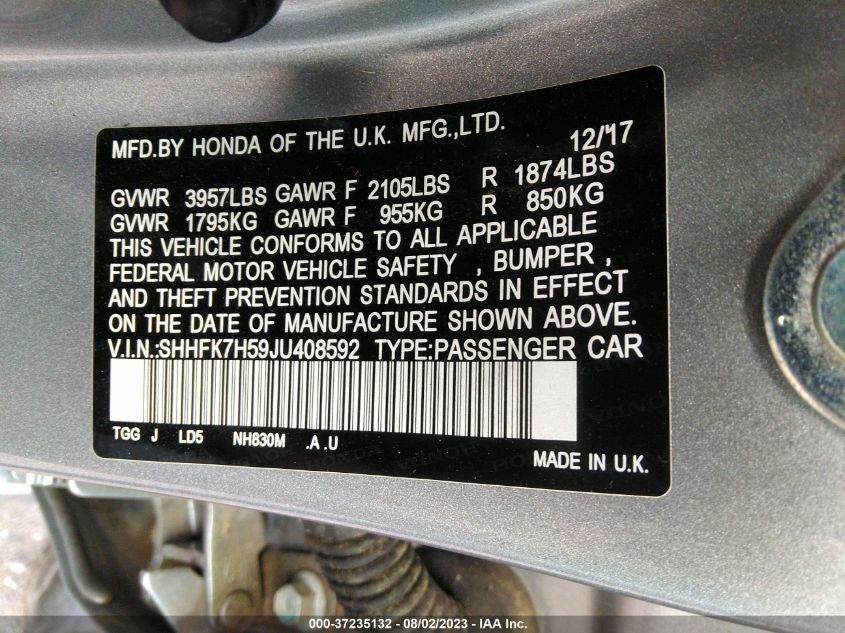 MFD.BY HONDA OF THE U.K. MFG.,LTD. 12/17
GVWR 3957LBS GAWR F 2105LBS R 1874LBS
GVWR 1795KG GAWR F 955KG R 850KG
THIS VEHICLE CONFORMS TO ALL APPLICABLE
FEDERAL MOTOR VEHICLE SAFETY , BUMPER ,
AND THEFT PREVENTION STANDARDS IN EFFECT
ON THE DATE OF MANUFACTURE SHOWN ABOVE.
V.I.N.:SHHFK7H59JU408592 TYPE:PASSENGER CAR
TGG J LD5 NH830M .A .U
MADE IN U.K.
000-37235132 — 08/02/2023 — IAA Inc.